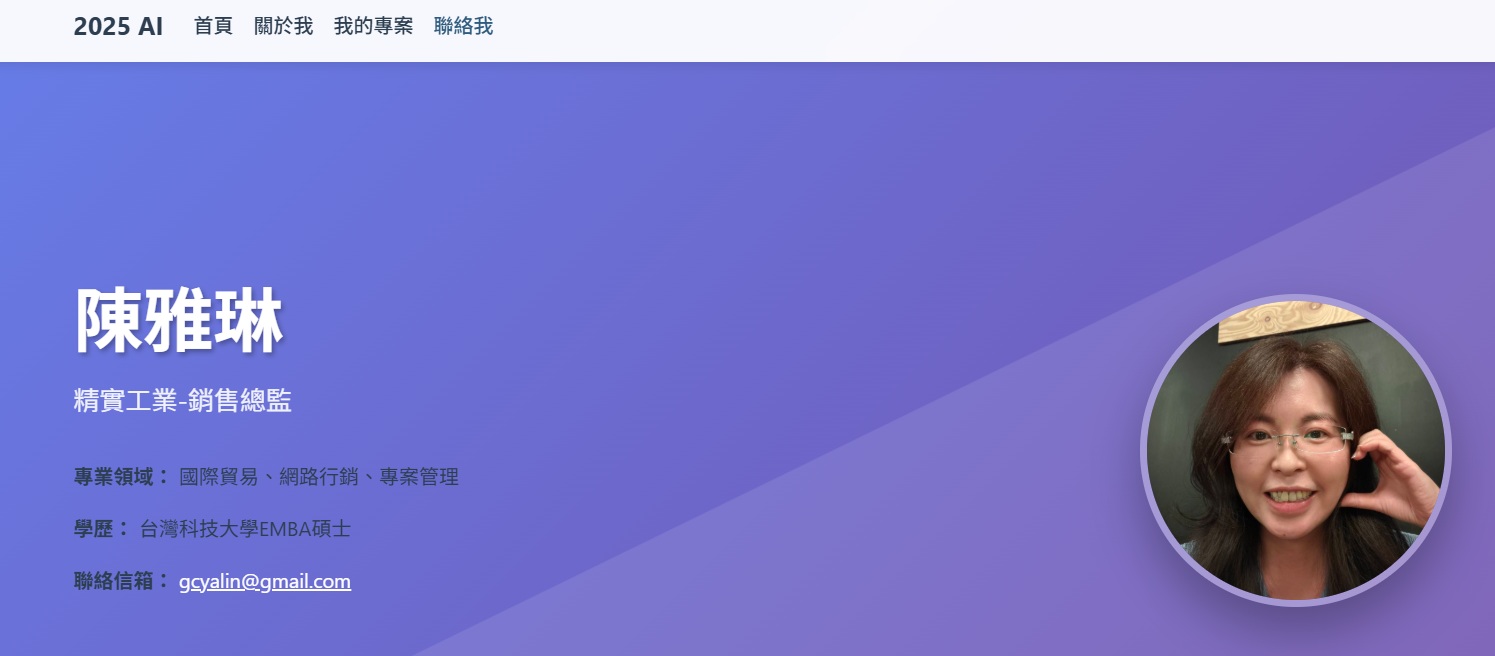 2025 AI 首頁 關於我 我的專案 聯絡我
陳雅琳
精實工業-銷售總監
專業領域： 國際貿易、網路行銷、專案管理
學歷： 台灣科技大學EMBA碩士
聯絡信箱： gcyalin@gmail.com